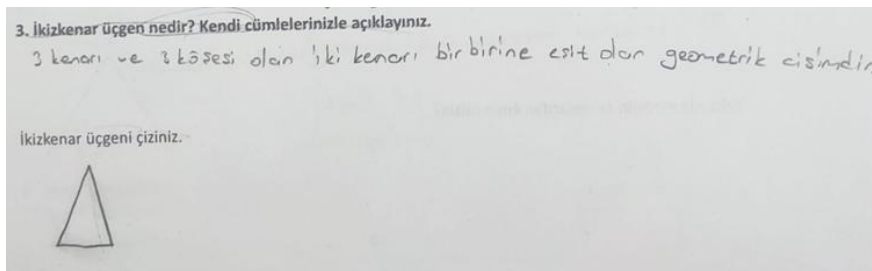 3. İkizkenar üçgen nedir? Kendi cümlelerinizle açıklayınız.
3 kenarı ve 3 köşesi olan iki kenarı birbirine eşit olan geometrik cisimdir
İkizkenar üçgeni çiziniz.